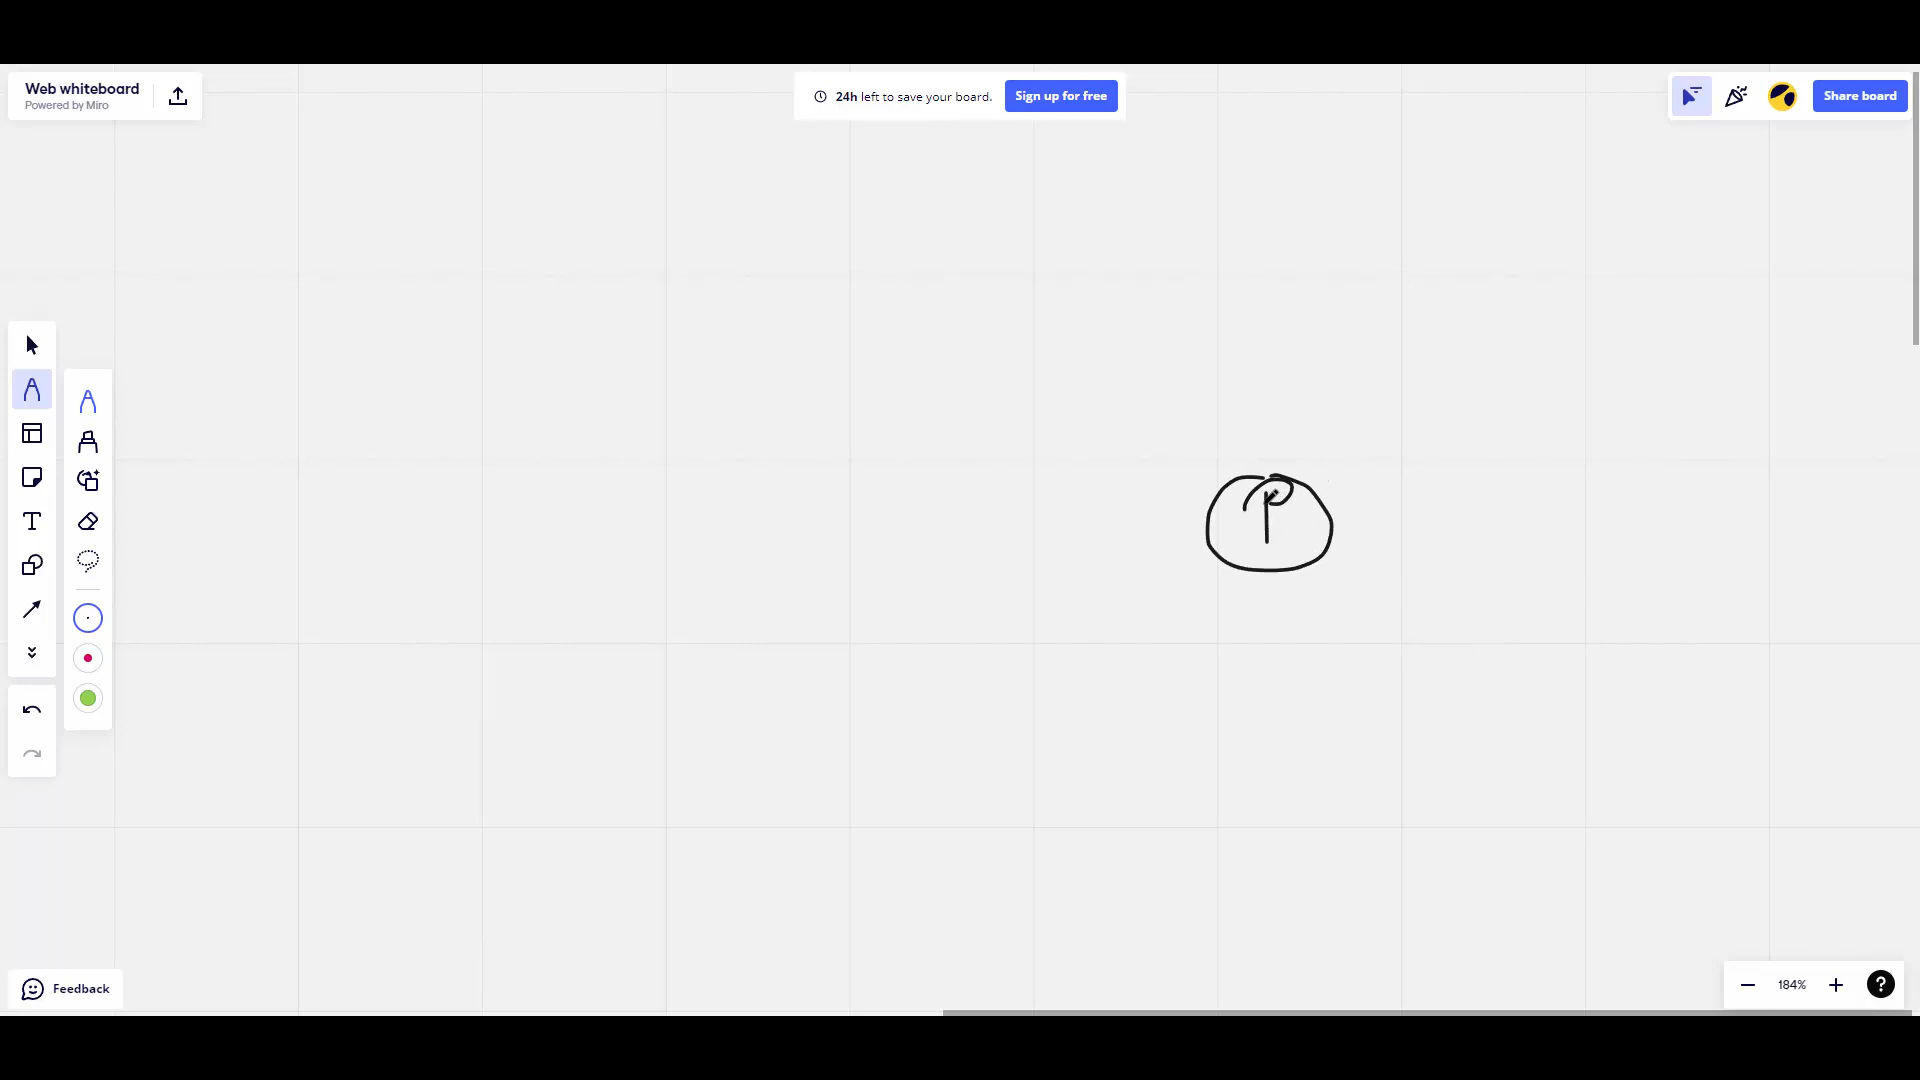 Web whiteboard
Powered by Miro
24h left to save your board.
Sign up for free
Share board
P
Feedback
184%